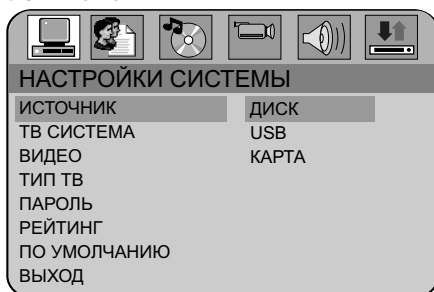 НАСТРОЙКИ СИСТЕМЫ
ИСТОЧНИК ДИСК
ТВ СИСТЕМА USB
ВИДЕО КАРТА
ТИП ТВ
ПАРОЛЬ
РЕЙТИНГ
ПО УМОЛЧАНИЮ
ВЫХОД